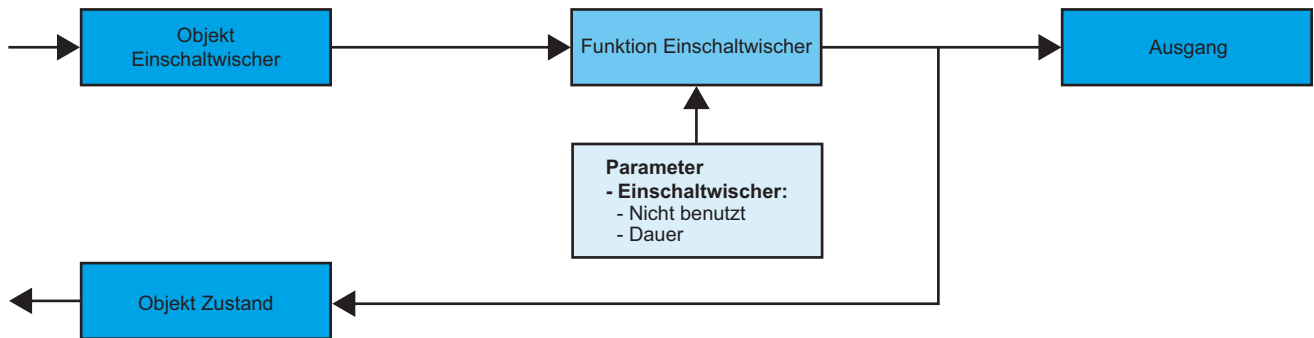 Objekt
Einschaltwischer
Funktion Einschaltwischer
Ausgang
Parameter
- Einschaltwischer:
- Nicht benutzt
- Dauer
Objekt Zustand